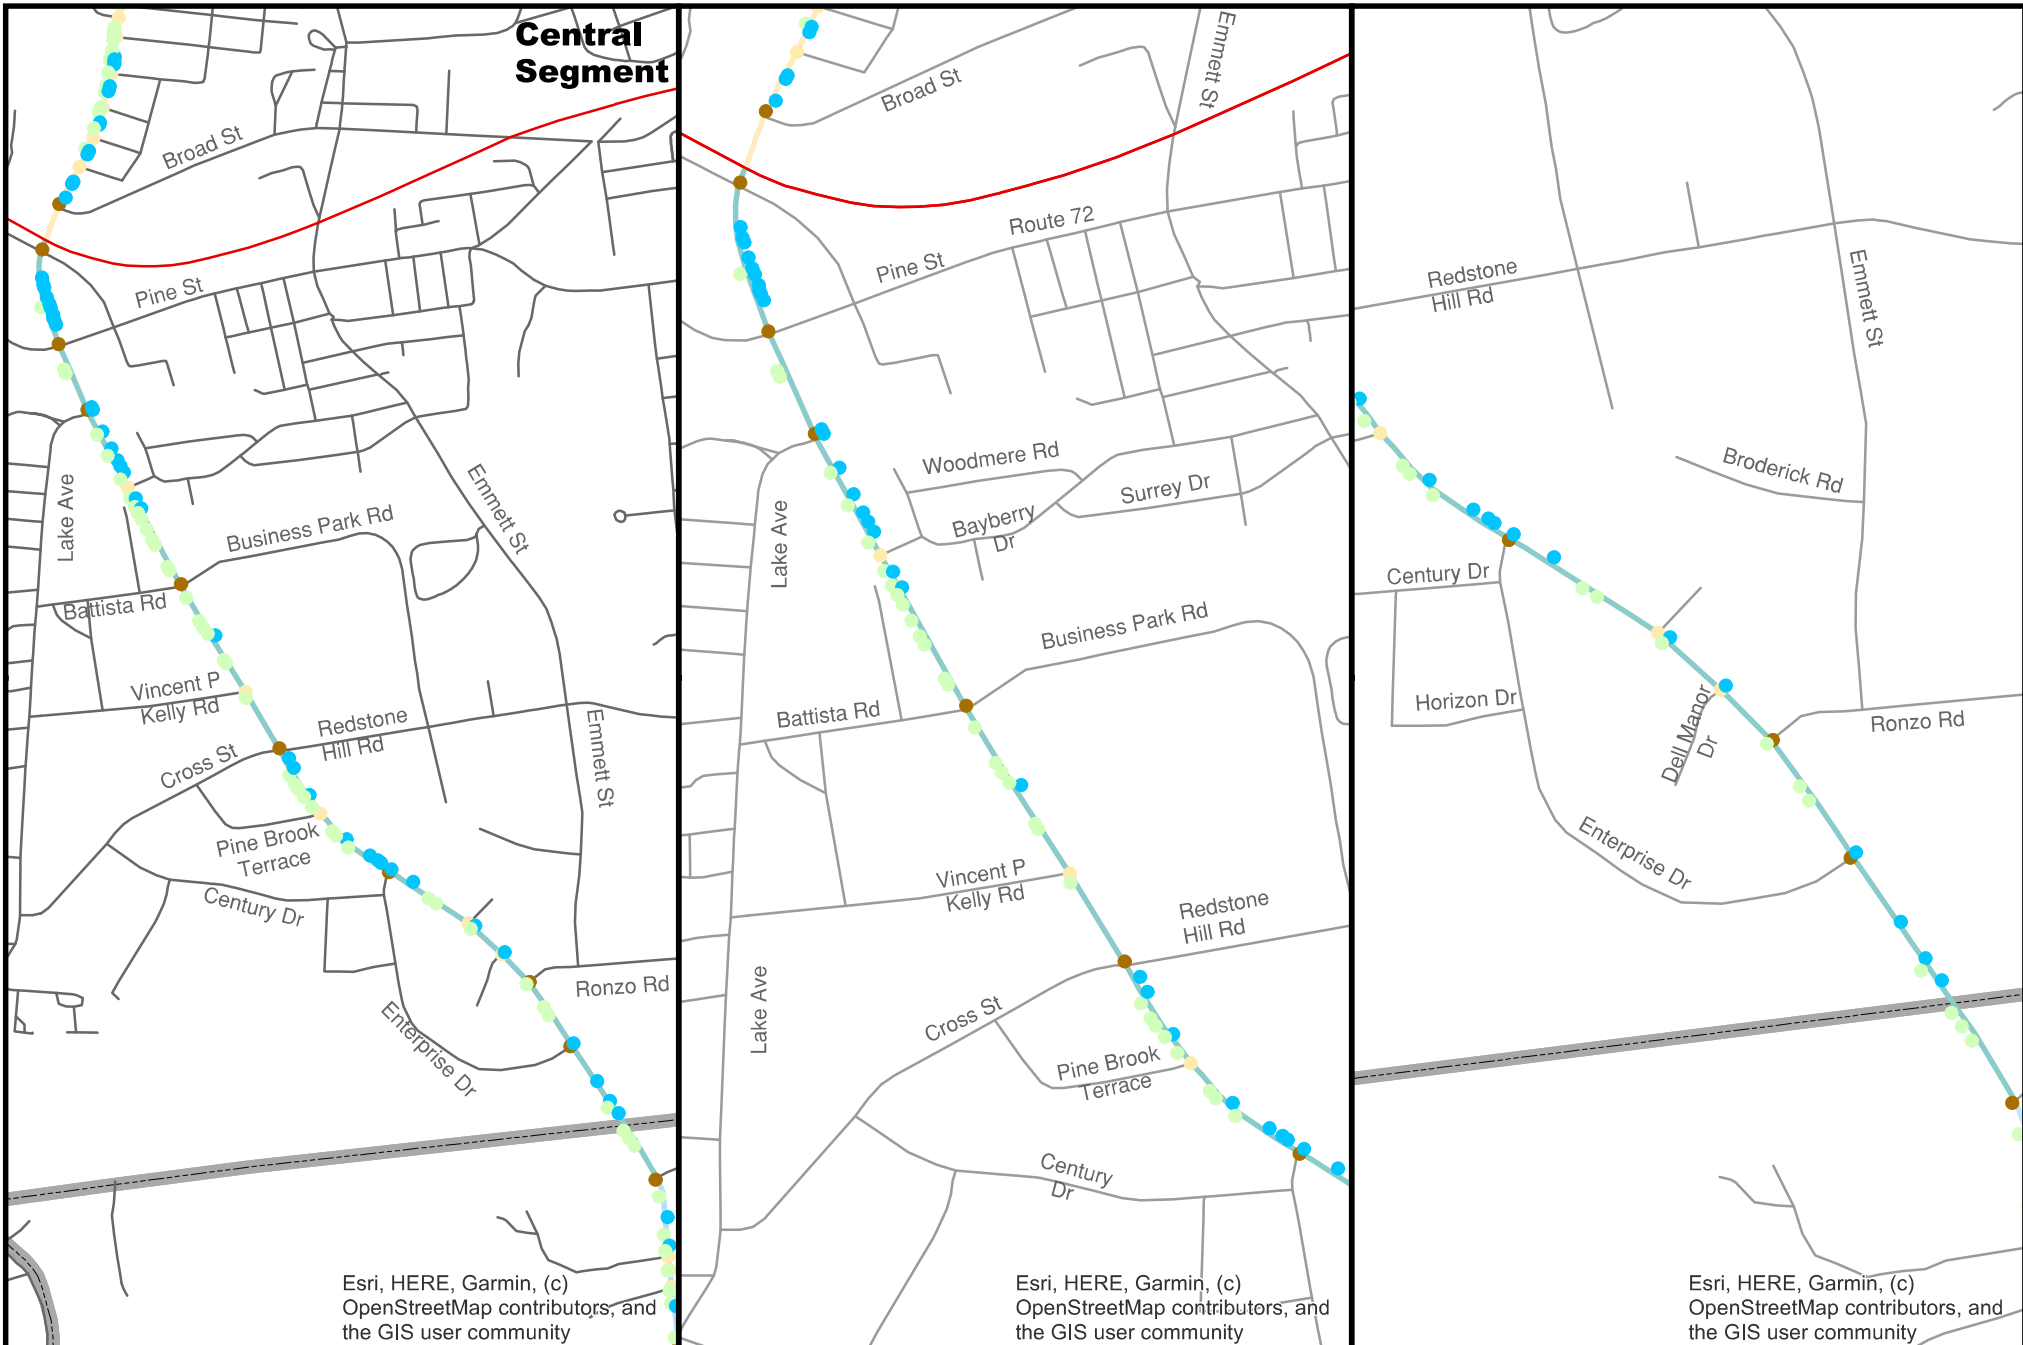 Central
Segment
Broad St
Pine St
Lake Ave
Emmett St
Business Park Rd
Battista Rd
Vincent P
Kelly Rd
Redstone
Hill Rd
Cross St
Emmett St
Pine Brook
Terrace
Century Dr
Ronzo Rd
Enterprise Dr
Esri, HERE, Garmin, (c)
OpenStreetMap contributors, and
the GIS user community
Emmett St
Broad St
Route 72
Pine St
Woodmere Rd
Surrey Dr
Lake Ave
Bayberry
Dr
Business Park Rd
Battista Rd
Vincent P
Kelly Rd
Redstone
Hill Rd
Lake Ave
Cross St
Pine Brook
Terrace
Century
Dr
Esri, HERE, Garmin, (c)
OpenStreetMap contributors, and
the GIS user community
Redstone
Hill Rd
Emmett St
Broderick Rd
Century Dr
Horizon Dr
Dell Manor
Dr
Ronzo Rd
Enterprise Dr
Esri, HERE, Garmin, (c)
OpenStreetMap contributors, and
the GIS user community